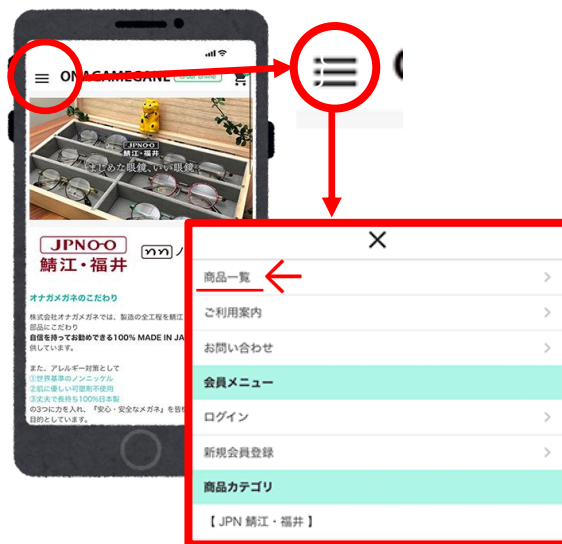 ONAGAMEGANE
JPNOO
鯖江・福井
まじめな眼鏡、いい眼鏡
JPNOO
鯖江・福井
オナガメガネのこだわり
株式会社オナガメガネでは、製造の全工程を鯖江
部品にこだわり
自信を持ってお勧めできる100% MADE IN JA
供しています。
また、アレルギー対策として
①世界基準のノンニッケル
②肌に優しい可塑剤不使用
③丈夫で長持ち100%日本製
の3つに力を入れ、『安心・安全なメガネ』を皆
目的としています。
商品一覧
ご利用案内
お問い合わせ
会員メニュー
ログイン
新規会員登録
商品カテゴリ
【 JPN 鯖江・福井 】